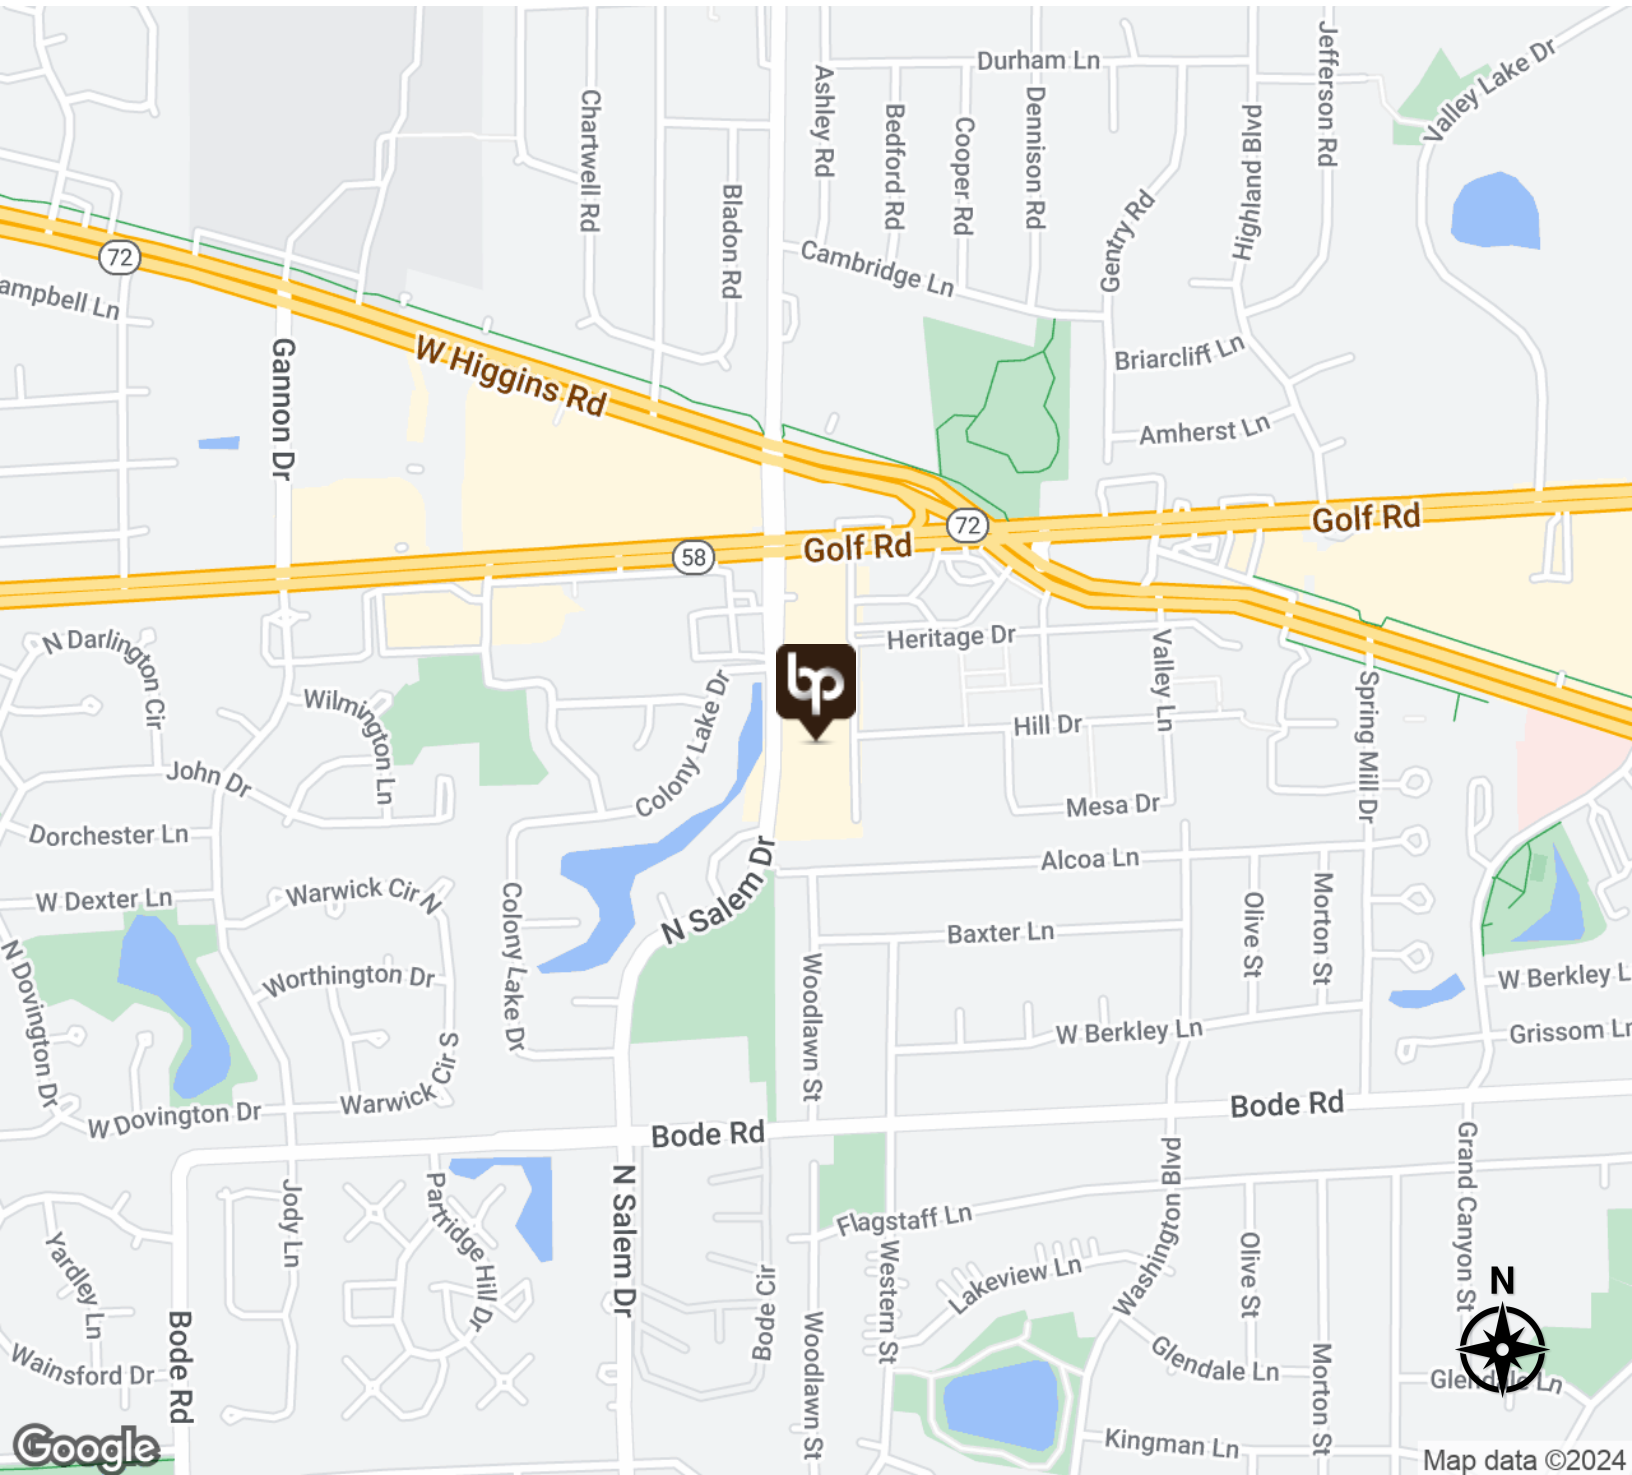 Durham Ln
Jefferson Rd
Valley Lake Dr
Ashley Rd
Chartwell Rd
Bedford Rd
Cooper Rd
Dennison Rd
Highland Blvd
Bladon Rd
Gentry Rd
Cambridge Ln
72
ampbell Ln
W Higgins Rd
Gannon Dr
Briarcliff Ln
Amherst Ln
Golf Rd
72
Golf Rd
58
N Darlington Cir
Heritage Dr
Valley Ln
bp
Wilmington Ln
Colony Lake Dr
Spring Mill Dr
Hill Dr
John Dr
Mesa Dr
Dorchester Ln
N Salem Dr
Alcoa Ln
W Dexter Ln
Warwick Cir N
Colony Lake Dr
Baxter Ln
Olive St
Morton St
N Dovington Dr
Worthington Dr
Woodlawn St
W Berkley L
W Berkley Ln
Grissom Ln
Warwick Cir S
W Dovington Dr
Bode Rd
Bode Rd
Jody Ln
Partridge Hill Dr
N Salem Dr
Washington Blvd
Grand Canyon St
Flagstaff Ln
Yardley Ln
Western St
Lakeview Ln
Olive St
N
Bode Cir
Bode Rd
Woodlawn St
Wainsford Dr
Glendale Ln
Morton St
Glendale Ln
Kingman Ln
Google
Map data ©2024